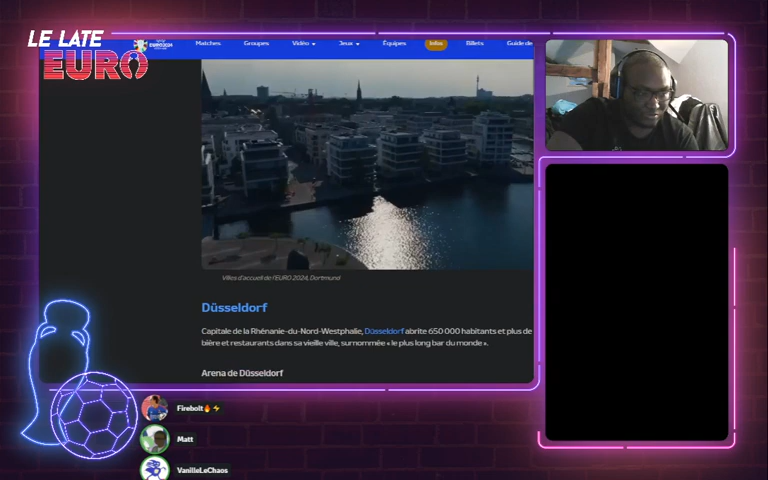 LE LATE
EURO
EURO2024
Matches
Groupes
Vidéo
Jeux
Équipes
Infos
Billets
Guide de
Villes d'accueil de l'EURO 2024, Dortmund
Düsseldorf
Capitale de la Rhénanie-du-Nord-Westphalie, Düsseldorf abrite 650 000 habitants et plus de
bière et restaurants dans sa vieille ville, surnommée « le plus long bar du monde ».
Arena de Düsseldorf
Firebolt🔥⚡
Matt
VanilleLeChaos